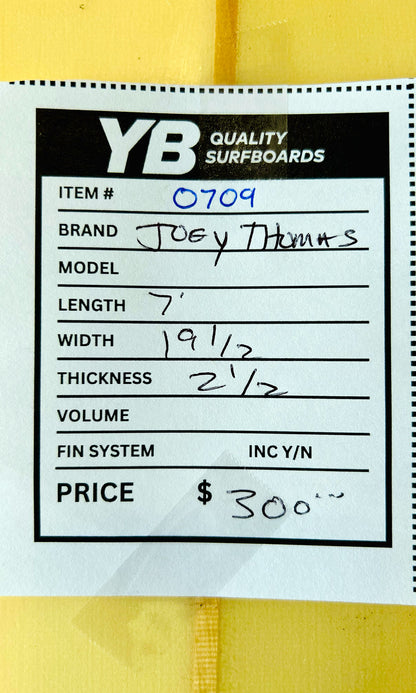 YB QUALITY
SURFBOARDS
ITEM # 0709
BRAND JOEY THOMAS
MODEL
LENGTH 7'
WIDTH 19 1/2
THICKNESS 2 1/2
VOLUME
FIN SYSTEM INC Y/N
PRICE $ 300